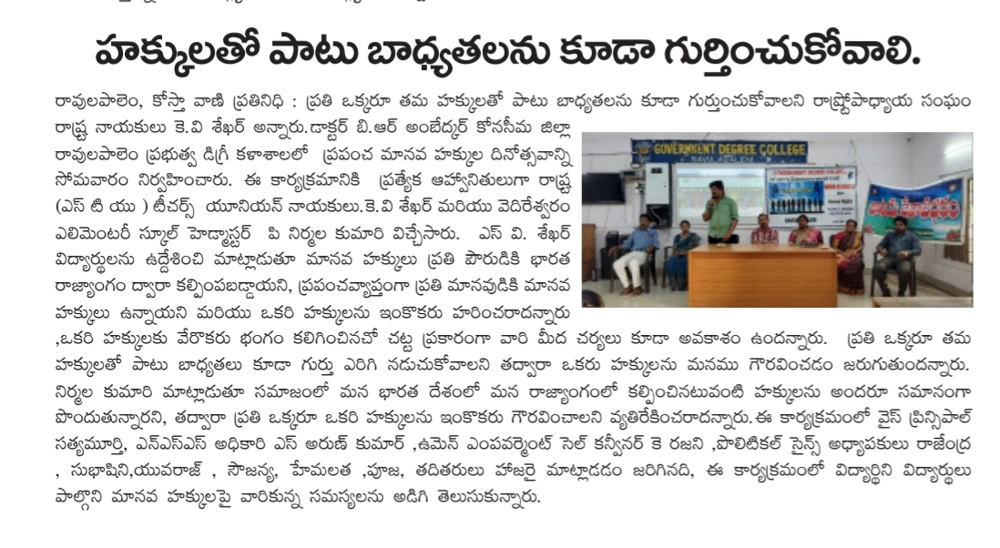 హక్కులతో పాటు బాధ్యతలను కూడా గుర్తించుకోవాలి.
రావులపాలెం, కోస్తా వాణి ప్రతినిధి : ప్రతి ఒక్కరూ తమ హక్కులతో పాటు బాధ్యతలను కూడా గుర్తుంచుకోవాలని రాష్ట్రోపాధ్యాయ సంఘం
రాష్ట్ర నాయకులు కె.వి శేఖర్ అన్నారు.డాక్టర్ బి.ఆర్ అంబేద్కర్ కోనసీమ జిల్లా
రావులపాలెం ప్రభుత్వ డిగ్రీ కళాశాలలో ప్రపంచ మానవ హక్కుల దినోత్సవాన్ని
సోమవారం నిర్వహించారు. ఈ కార్యక్రమానికి ప్రత్యేక ఆహ్వానితులుగా రాష్ట్ర
(ఎస్ టి యు ) టీచర్స్ యూనియన్ నాయకులు.కె.వి శేఖర్ మరియు వెదిరేశ్వరం
ఎలిమెంటరీ స్కూల్ హెడ్మాస్టర్ పి నిర్మల కుమారి విచ్చేసారు. ఎస్ వి. శేఖర్
విద్యార్థులను ఉద్దేశించి మాట్లాడుతూ మానవ హక్కులు ప్రతి పౌరుడికి భారత
రాజ్యాంగం ద్వారా కల్పింపబడ్డాయని, ప్రపంచవ్యాప్తంగా ప్రతి మానవుడికి మానవ
హక్కులు ఉన్నాయని మరియు ఒకరి హక్కులను ఇంకొకరు హరించరాదన్నారు
,ఒకరి హక్కులకు వేరొకరు భంగం కలిగించినచో చట్ట ప్రకారంగా వారి మీద చర్యలు కూడా అవకాశం ఉందన్నారు. ప్రతి ఒక్కరూ తమ
హక్కులతో పాటు బాధ్యతలు కూడా గుర్తు ఎరిగి నడుచుకోవాలని తద్వారా ఒకరు హక్కులను మనము గౌరవించడం జరుగుతుందన్నారు.
నిర్మల కుమారి మాట్లాడుతూ సమాజంలో మన భారత దేశంలో మన రాజ్యాంగంలో కల్పించినటువంటి హక్కులను అందరూ సమానంగా
పొందుతున్నారని, తద్వారా ప్రతి ఒక్కరూ ఒకరి హక్కులను ఇంకొకరు గౌరవించాలని వ్యతిరేకించరాదన్నారు.ఈ కార్యక్రమంలో వైస్ ప్రిన్సిపాల్
సత్యమూర్తి, ఎన్ఎస్ఎస్ అధికారి ఎస్ అరుణ్ కుమార్ ,ఉమెన్ ఎంపవర్మెంట్ సెల్ కన్వీనర్ కె రజని ,పొలిటికల్ సైన్స్ అధ్యాపకులు రాజేంద్ర
, సుభాషిని,యువరాజ్ , సౌజన్య, హేమలత ,పూజ, తదితరులు హాజరై మాట్లాడడం జరిగినది, ఈ కార్యక్రమంలో విద్యార్థిని విద్యార్థులు
పాల్గొని మానవ హక్కులపై వారికున్న సమస్యలను అడిగి తెలుసుకున్నారు.
GOVERNMENT DEGREE COLLEGE
RAVULAPALEM